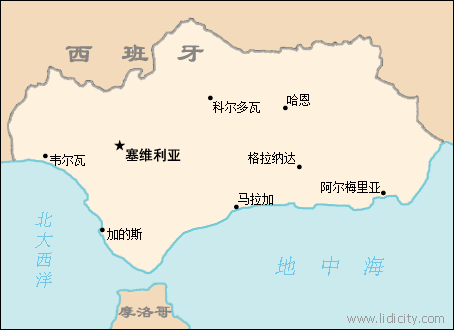 西班牙
科尔多瓦
哈恩
塞维利亚
韦尔瓦
格拉纳达
阿尔梅里亚
马拉加
加的斯
北大西洋
地中海
摩洛哥
www.lidicity.com